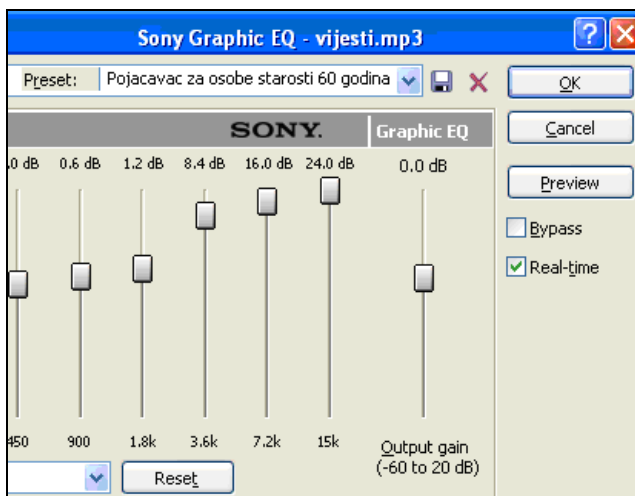 Sony Graphic EQ - vijesti.mp3
Preset: Pojacavac za osobe starosti 60 godina
OK
SONY. Graphic EQ
Cancel
.0 dB 0.6 dB 1.2 dB 8.4 dB 16.0 dB 24.0 dB 0.0 dB
Preview
Bypass
Real-time
450 900 1.8k 3.6k 7.2k 15k Output gain
(-60 to 20 dB)
Reset